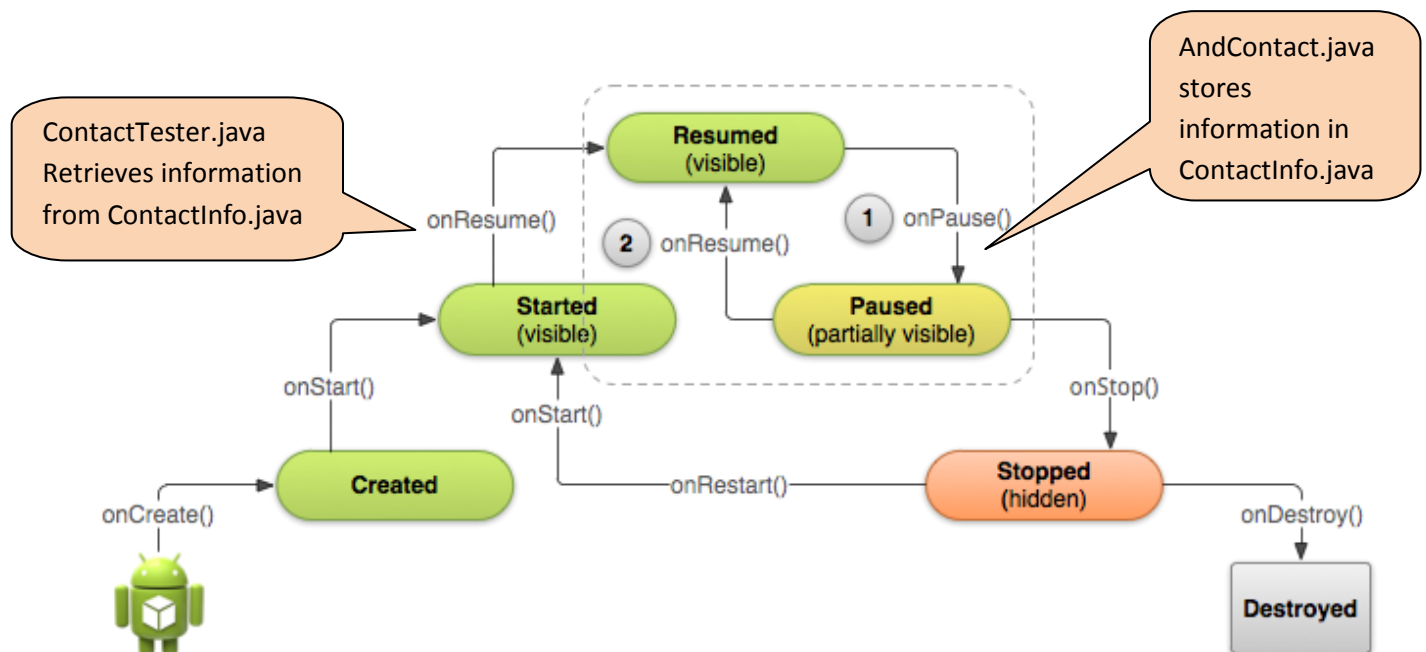 AndContact.java
stores
information in
ContactInfo.java
ContactTester.java
Retrieves information
from ContactInfo.java
Resumed
(visible)
onResume()
2
onResume()
1
onPause()
Started
(visible)
Paused
(partially visible)
onStart()
onStart()
onStop()
Created
onRestart()
Stopped
(hidden)
onCreate()
onDestroy()
Destroyed